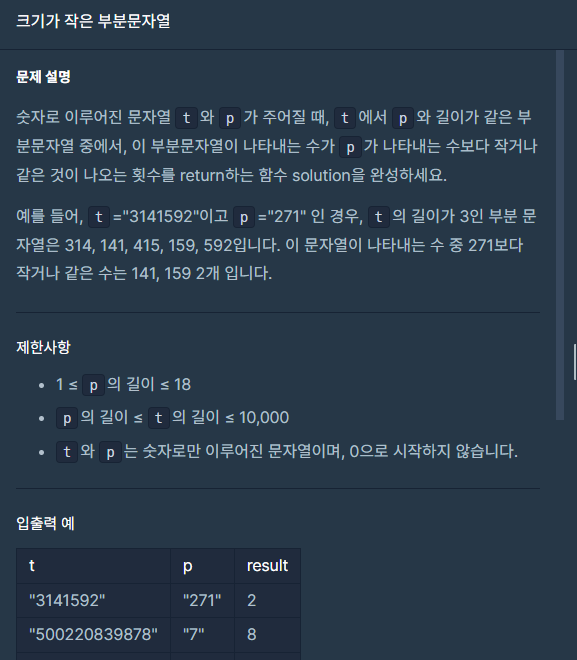 크기가 작은 부분문자열
문제 설명
숫자로 이루어진 문자열 t 와 p 가 주어질 때, t 에서 p 와 길이가 같은 부
분문자열 중에서, 이 부분문자열이 나타내는 수가 p 가 나타내는 수보다 작거나
같은 것이 나오는 횟수를 return하는 함수 solution을 완성하세요.
예를 들어, t ="3141592"이고 p ="271" 인 경우, t 의 길이가 3인 부분 문
자열은 314, 141, 415, 159, 592입니다. 이 문자열이 나타내는 수 중 271보다
작거나 같은 수는 141, 159 2개 입니다.
제한사항
• 1 ≤ p 의 길이 ≤ 18
• p 의 길이 ≤ t 의 길이 ≤ 10,000
• t 와 p 는 숫자로만 이루어진 문자열이며, 0으로 시작하지 않습니다.
입출력 예
t p result
"3141592" "271" 2
"500220839878" "7" 8